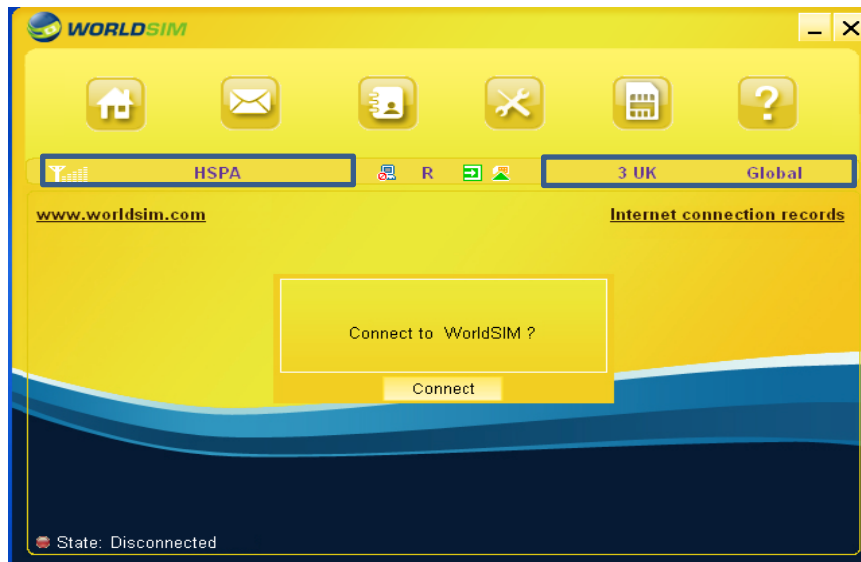 WORLDSIM
HSPA R 3 UK Global
www.worldsim.com Internet connection records
Connect to WorldSIM ?
Connect
State: Disconnected